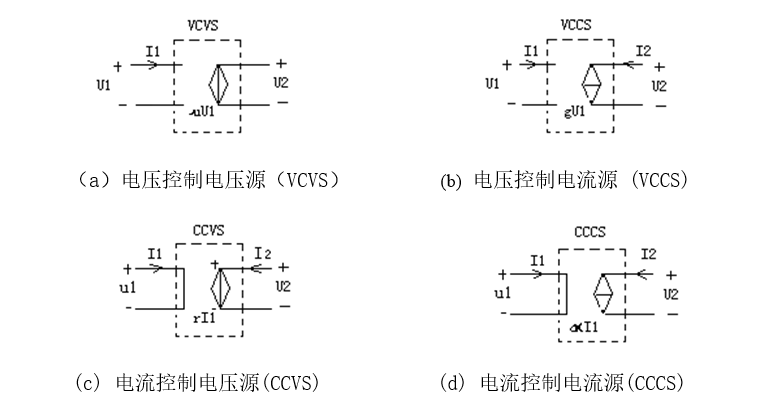 VCVS
I1
+ + +
U1 U2
- —
uU1
(a) 电压控制电压源（VCVS）
VCCS
I1 I2
+ +
U1 U2
- —
gU1
(b) 电压控制电流源 (VCCS)
CCVS
I1 I2
+ + +
u1 U2
- - —
rI1
(c) 电流控制电压源(CCVS)
CCCS
I1 I2
+ +
u1 U2
- —
αI1
(d) 电流控制电流源(CCCS)